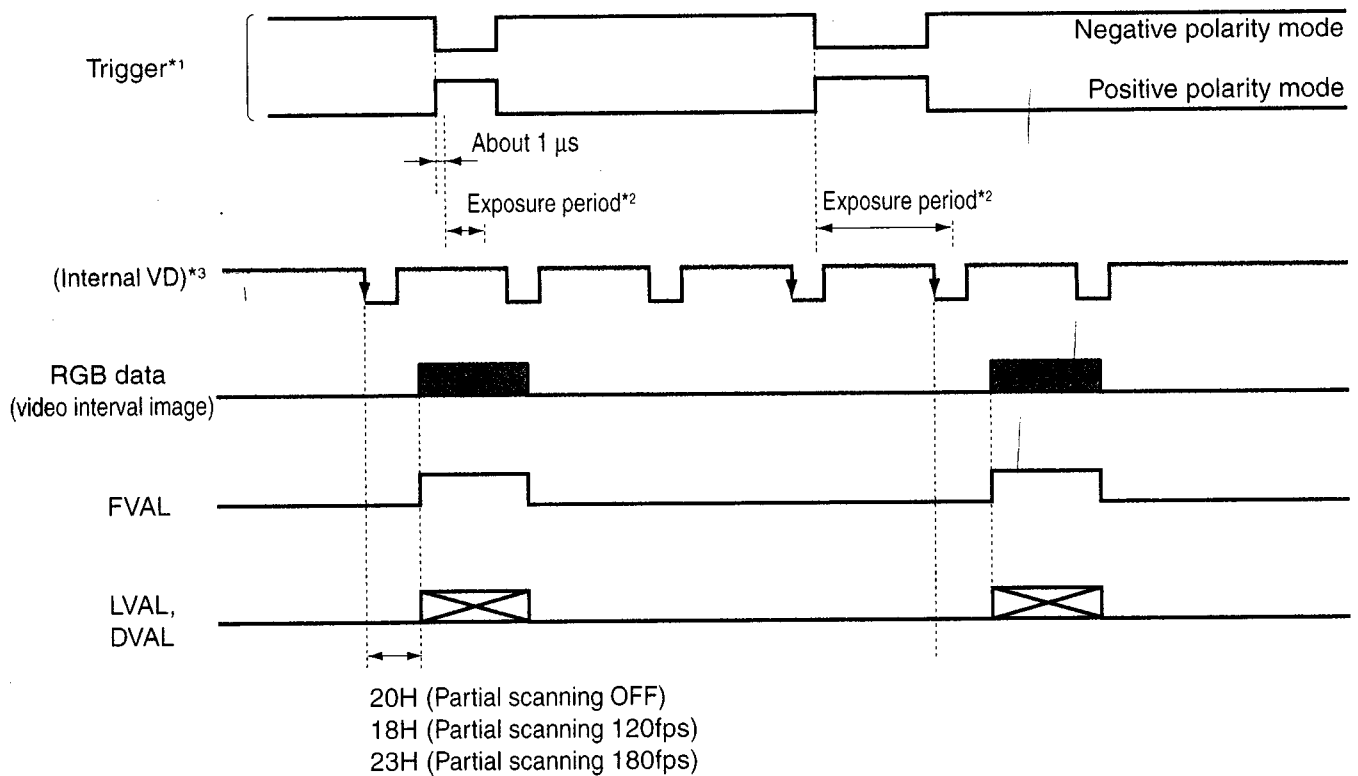 Negative polarity mode
Trigger*1
Positive polarity mode
About 1 μs
Exposure period*2
Exposure period*2
(Internal VD)*3
RGB data
(video interval image)
FVAL
LVAL,
DVAL
20H (Partial scanning OFF)
18H (Partial scanning 120fps)
23H (Partial scanning 180fps)